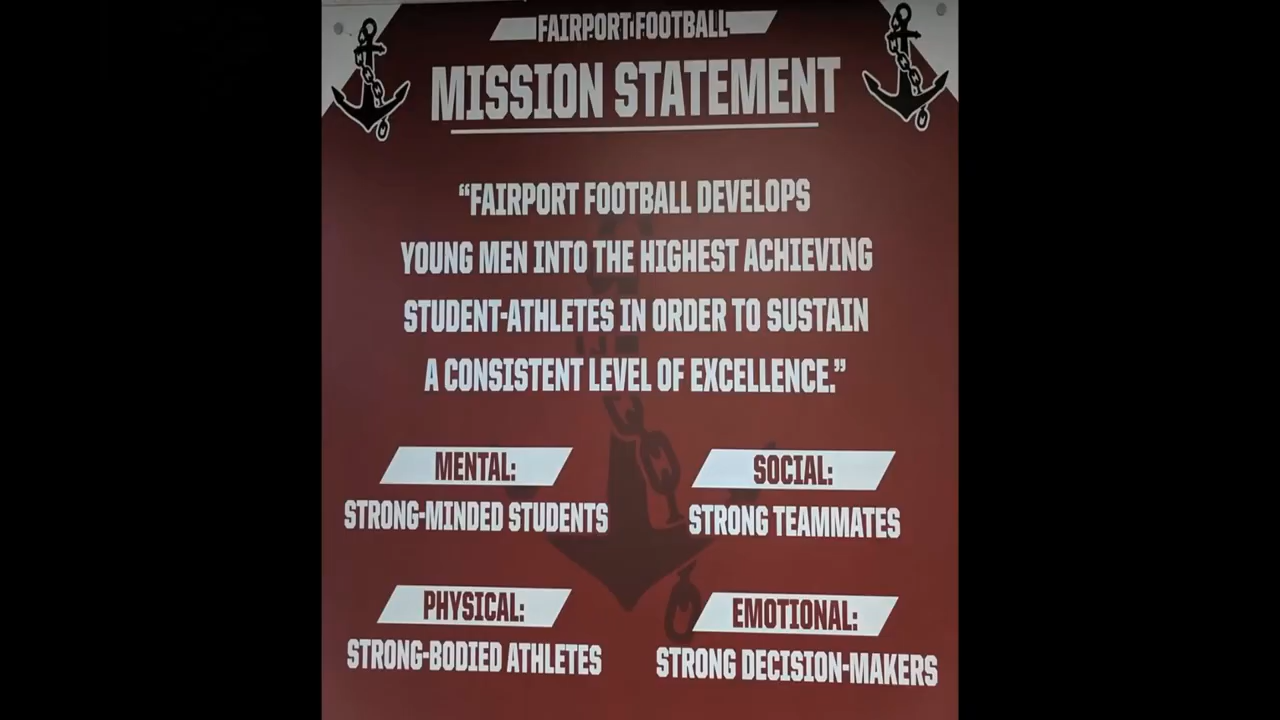 FAIRPORT FOOTBALL
MISSION STATEMENT
“FAIRPORT FOOTBALL DEVELOPS
YOUNG MEN INTO THE HIGHEST ACHIEVING
STUDENT-ATHLETES IN ORDER TO SUSTAIN
A CONSISTENT LEVEL OF EXCELLENCE.”
MENTAL:
STRONG-MINDED STUDENTS
SOCIAL:
STRONG TEAMMATES
PHYSICAL:
STRONG-BODIED ATHLETES
EMOTIONAL:
STRONG DECISION-MAKERS